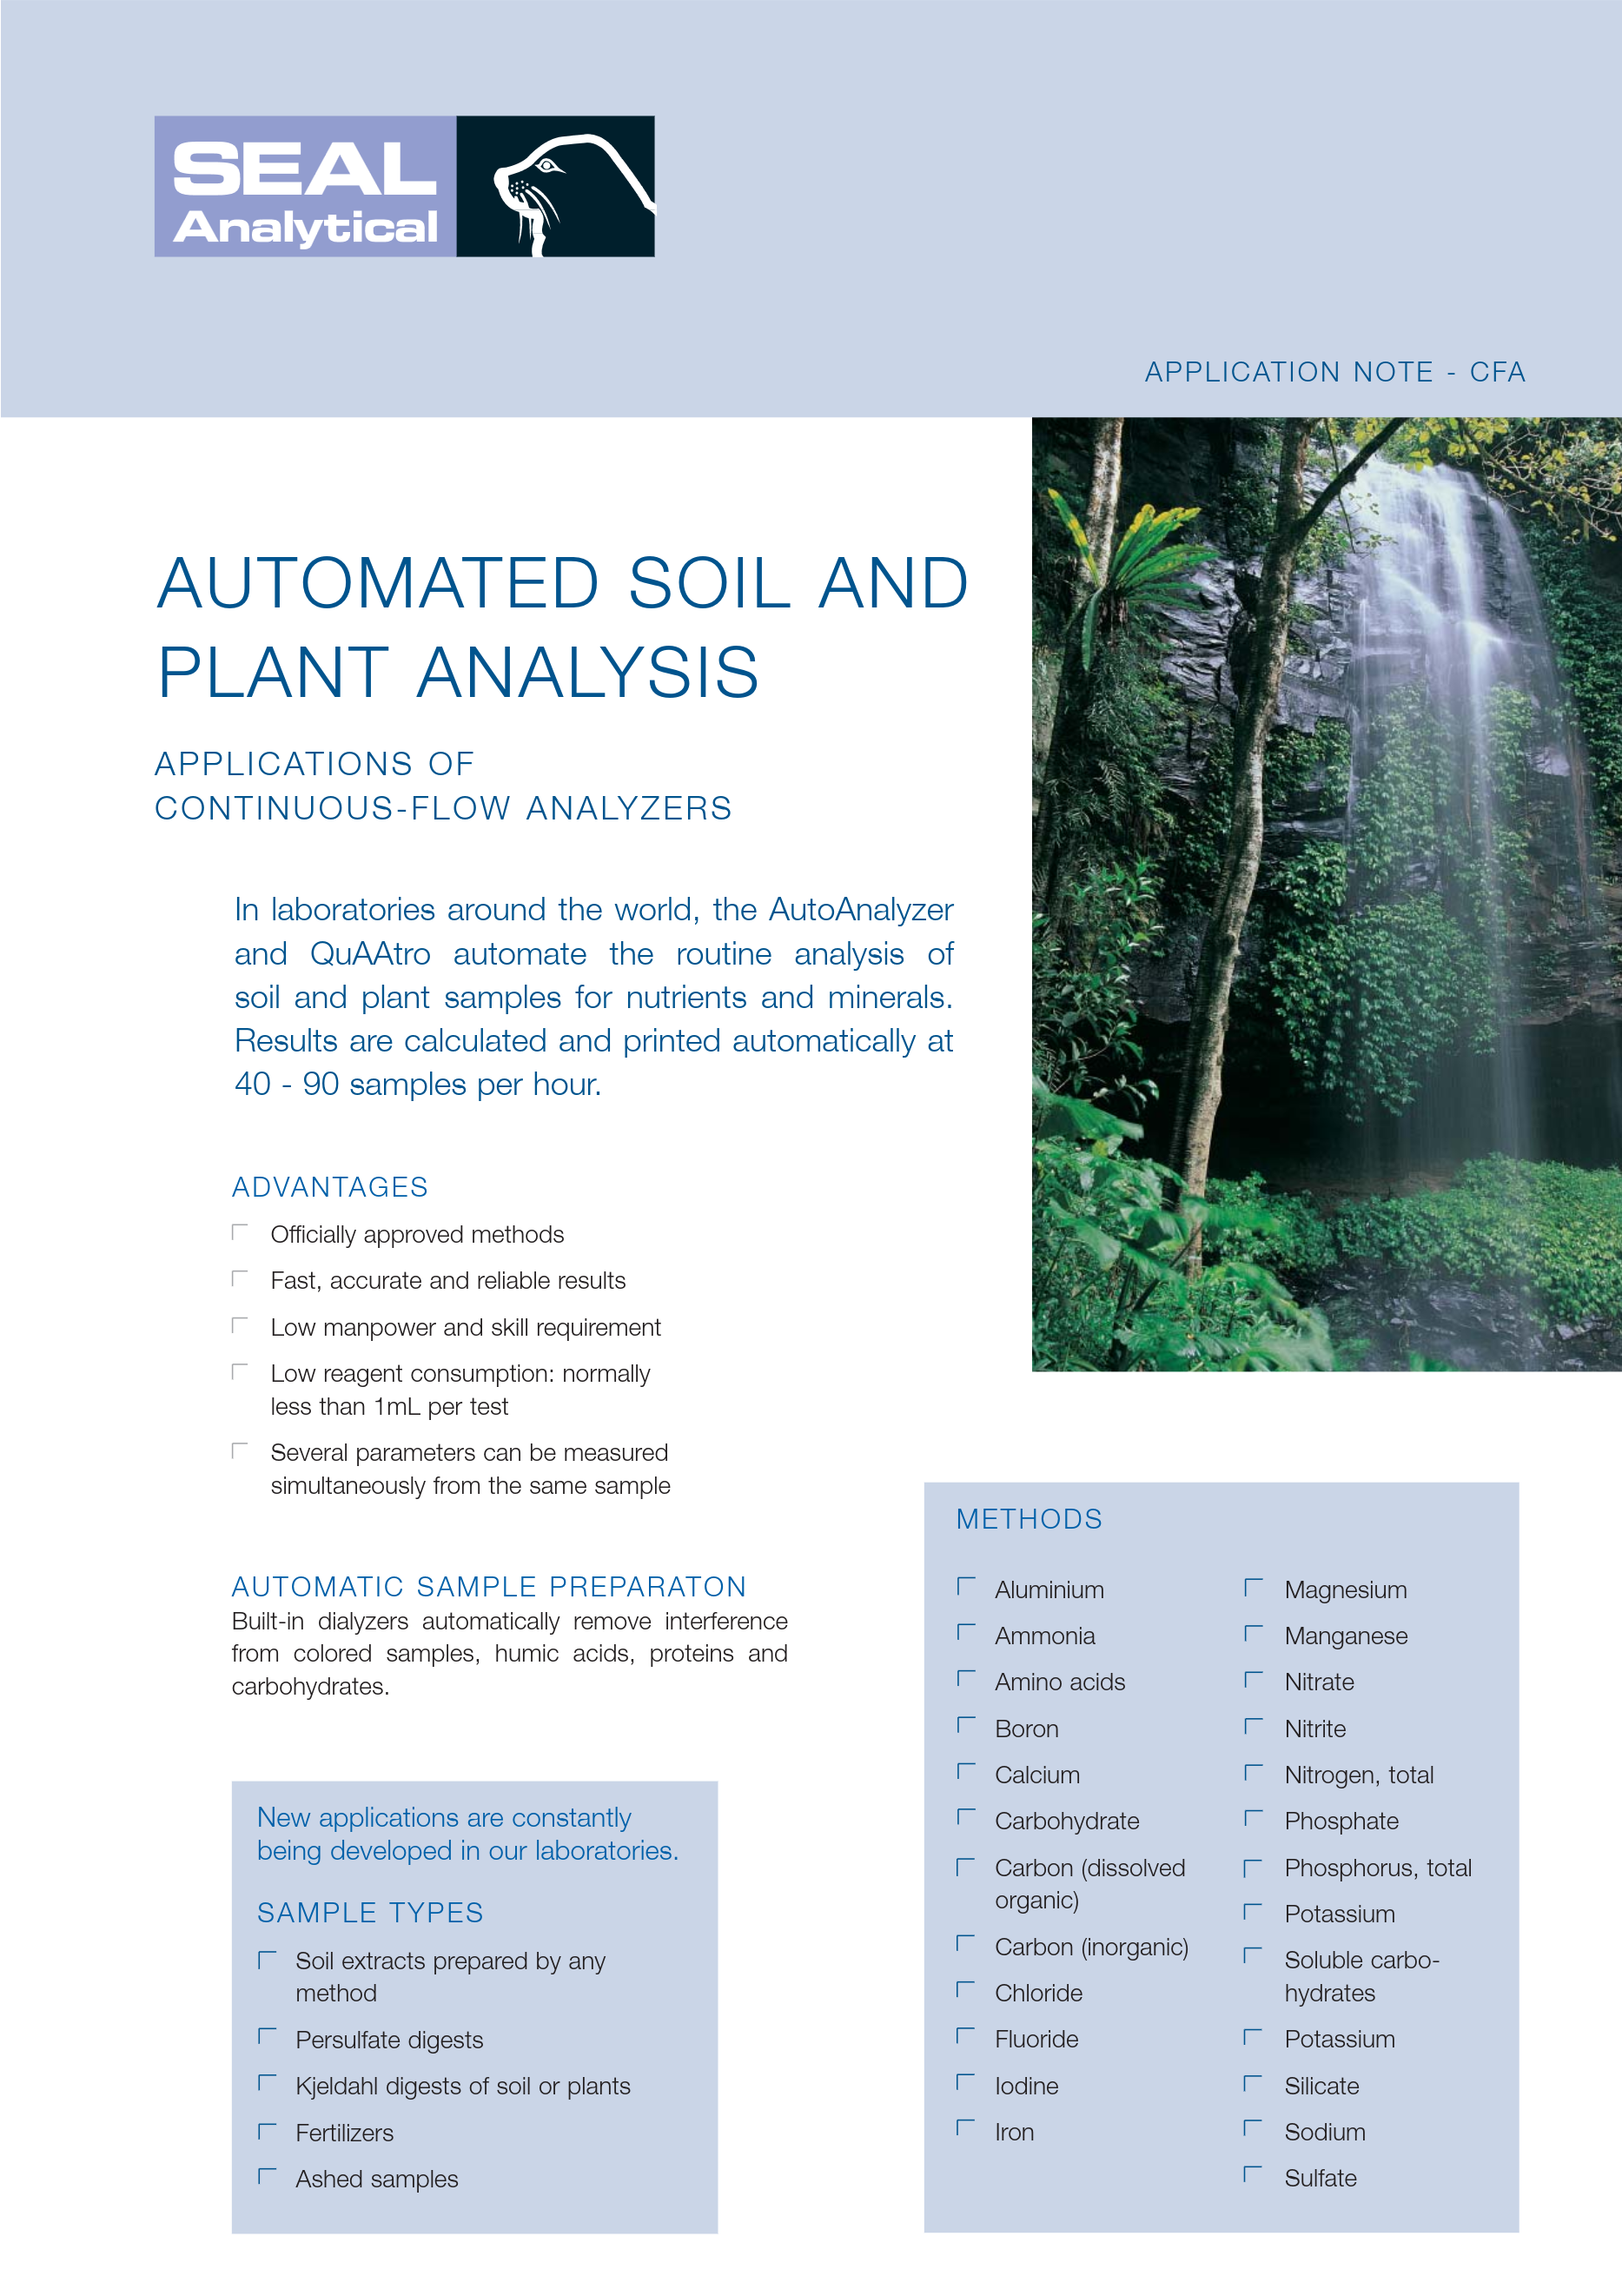 SEAL
Analytical
APPLICATION NOTE - CFA
AUTOMATED SOIL AND
PLANT ANALYSIS
APPLICATIONS OF
CONTINUOUS-FLOW ANALYZERS
In laboratories around the world, the AutoAnalyzer
and QuAAtro automate the routine analysis of
soil and plant samples for nutrients and minerals.
Results are calculated and printed automatically at
40 - 90 samples per hour.
ADVANTAGES
Officially approved methods
Fast, accurate and reliable results
Low manpower and skill requirement
Low reagent consumption: normally
less than 1mL per test
Several parameters can be measured
simultaneously from the same sample
AUTOMATIC SAMPLE PREPARATON
Built-in dialyzers automatically remove interference
from colored samples, humic acids, proteins and
carbohydrates.
New applications are constantly
being developed in our laboratories.
SAMPLE TYPES
Soil extracts prepared by any
method
Persulfate digests
Kjeldahl digests of soil or plants
Fertilizers
Ashed samples
METHODS
Aluminium
Ammonia
Amino acids
Boron
Calcium
Carbohydrate
Carbon (dissolved
organic)
Carbon (inorganic)
Chloride
Fluoride
Iodine
Iron
Magnesium
Manganese
Nitrate
Nitrite
Nitrogen, total
Phosphate
Phosphorus, total
Potassium
Soluble carbo-
hydrates
Potassium
Silicate
Sodium
Sulfate